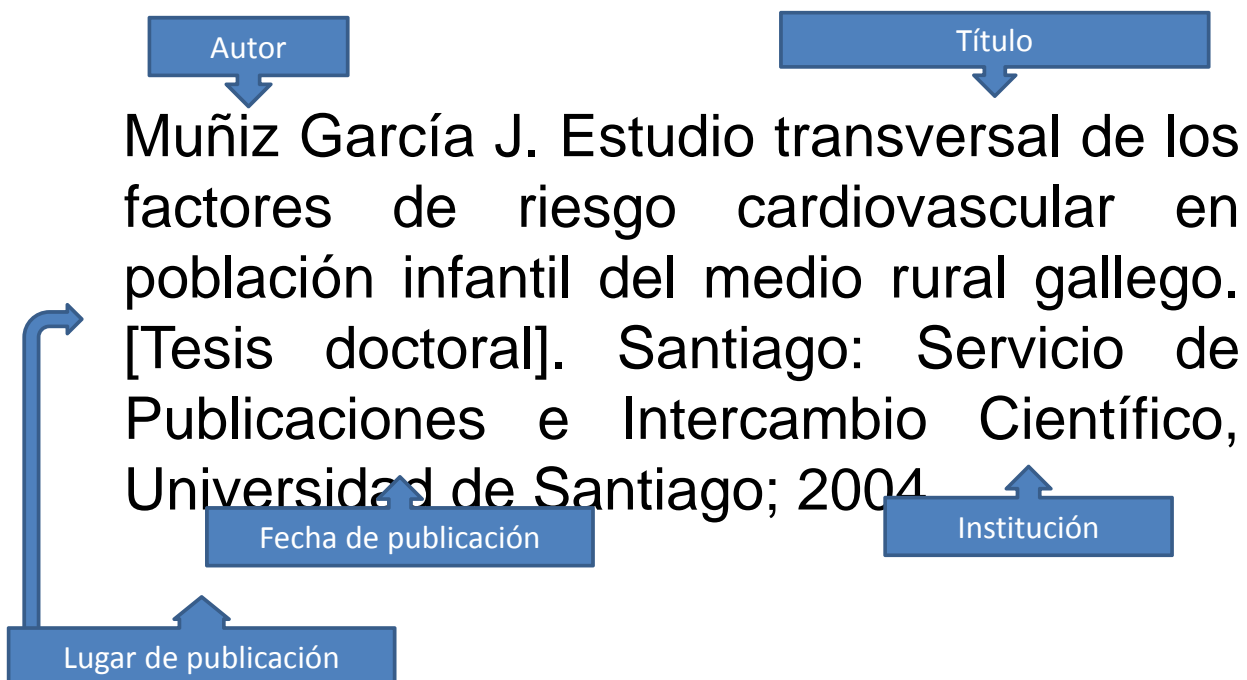 Autor
Título
Muñiz García J. Estudio transversal de los
factores de riesgo cardiovascular en
población infantil del medio rural gallego.
[Tesis doctoral]. Santiago: Servicio de
Publicaciones e Intercambio Científico,
Universidad de Santiago; 2004
Fecha de publicación
Institución
Lugar de publicación